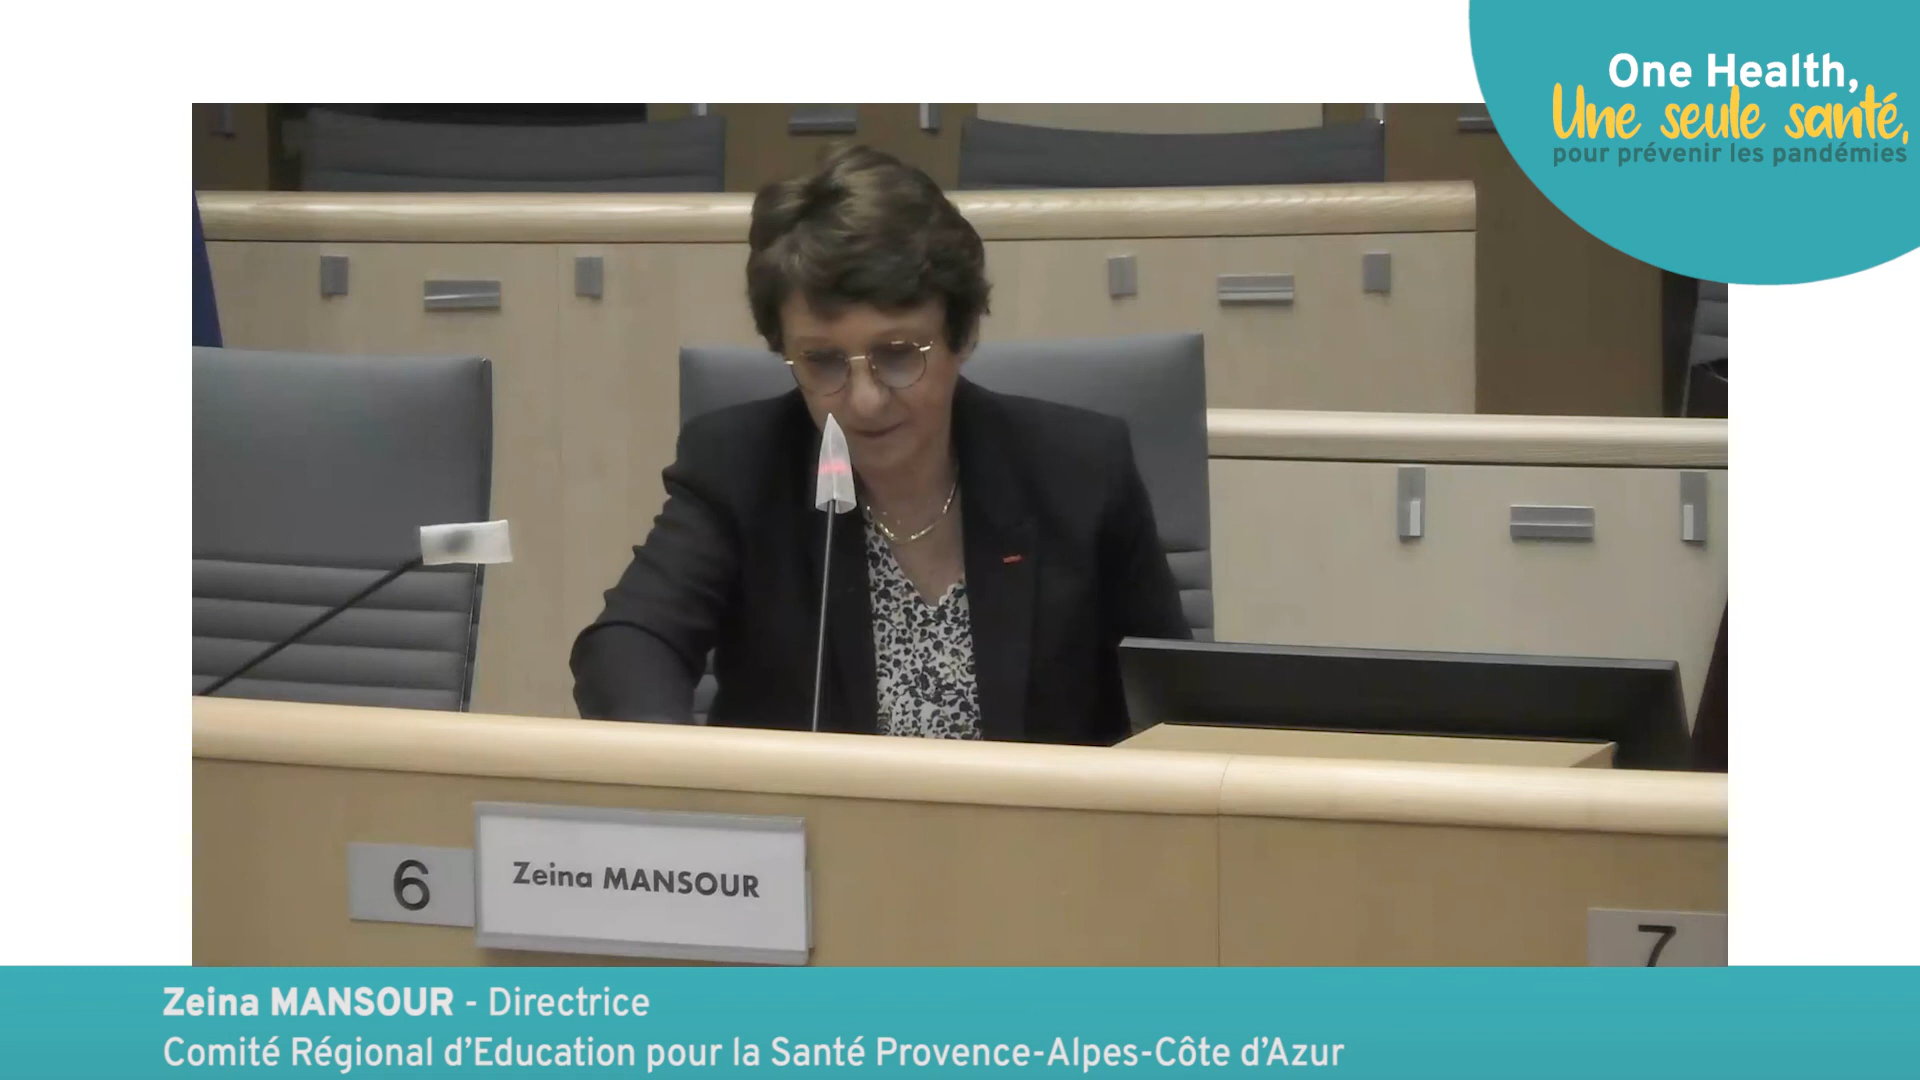 One Health,
Une seule santé,
pour prévenir les pandémies
6
Zeina MANSOUR
7
Zeina MANSOUR - Directrice
Comité Régional d’Education pour la Santé Provence-Alpes-Côte d’Azur